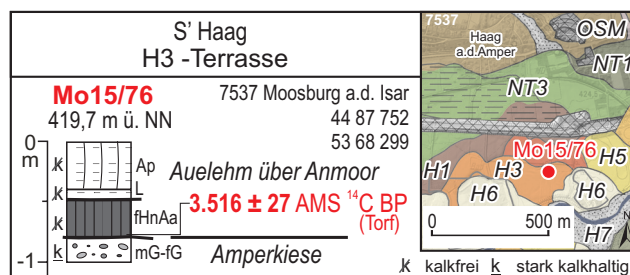 S' Haag
H3 -Terrasse
Mo15/76
419,7 m ü. NN
7537 Moosburg a.d. Isar
44 87 752
53 68 299
0
m
-1
k
k
k
k
Ap
L
fHnAa
mG-fG
Auelehm über Anmoor
3.516 ± 27 AMS ¹⁴C BP
(Torf)
Amperkiese
7537
Haag
a.d.Amper
OSM
NT1
NT3
Mo15/76
H1
H3
H5
H6
H6
H7
0 500 m
N
k kalkfrei k stark kalkhaltig